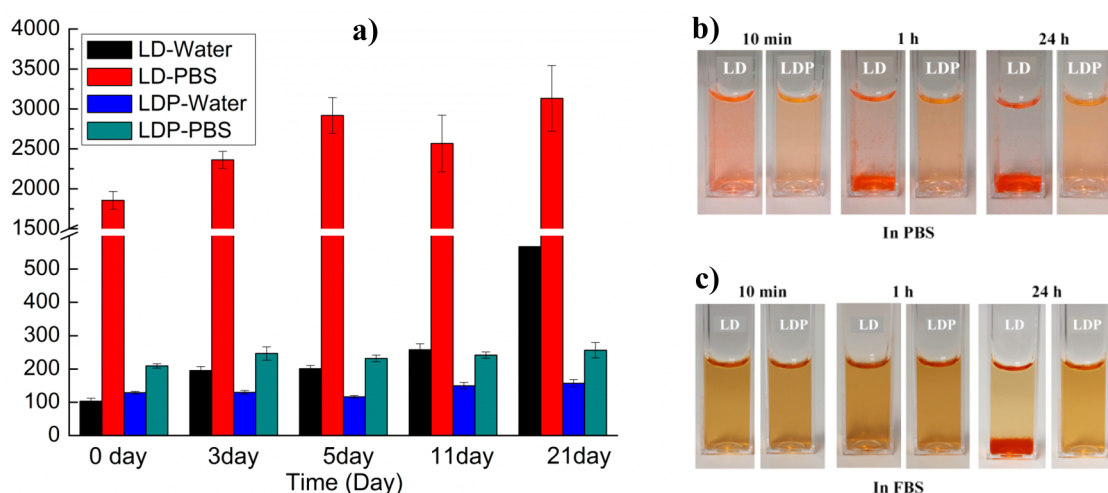 a)
4000
3500
3000
2500
2000
1500
500
400
300
200
100
0
LD-Water
LD-PBS
LDP-Water
LDP-PBS
0 day
3day
5day
11day
21day
Time (Day)
b)
10 min
1 h
24 h
LD
LDP
LD
LDP
LD
LDP
In PBS
c)
10 min
1 h
24 h
LD
LDP
LD
LDP
LD
LDP
In FBS